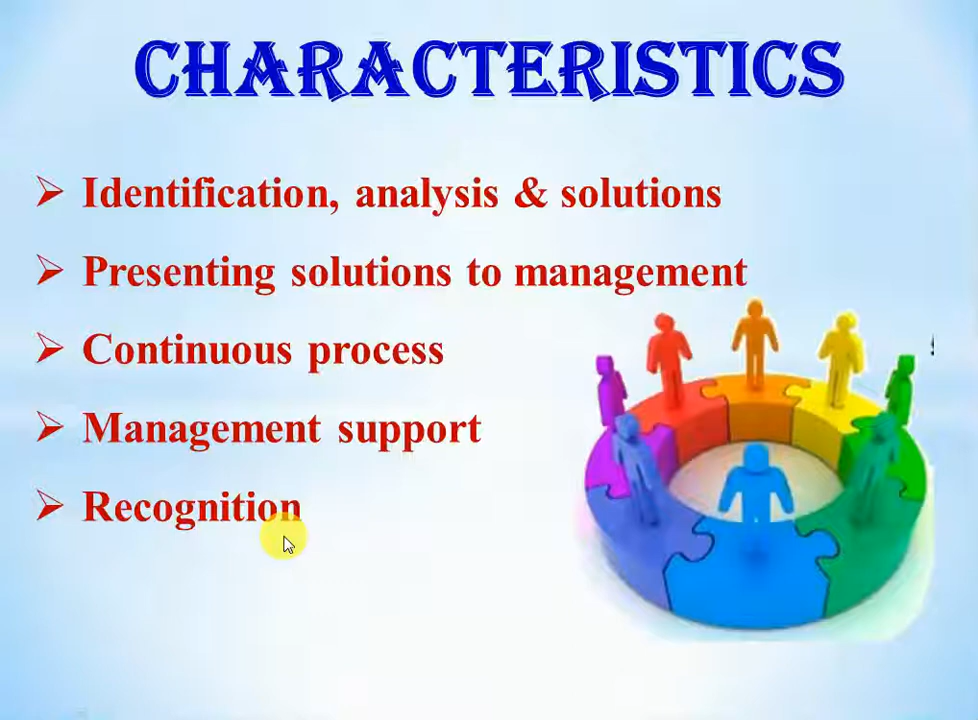 CHARACTERISTICS
Identification, analysis & solutions
Presenting solutions to management
Continuous process
Management support
Recognition